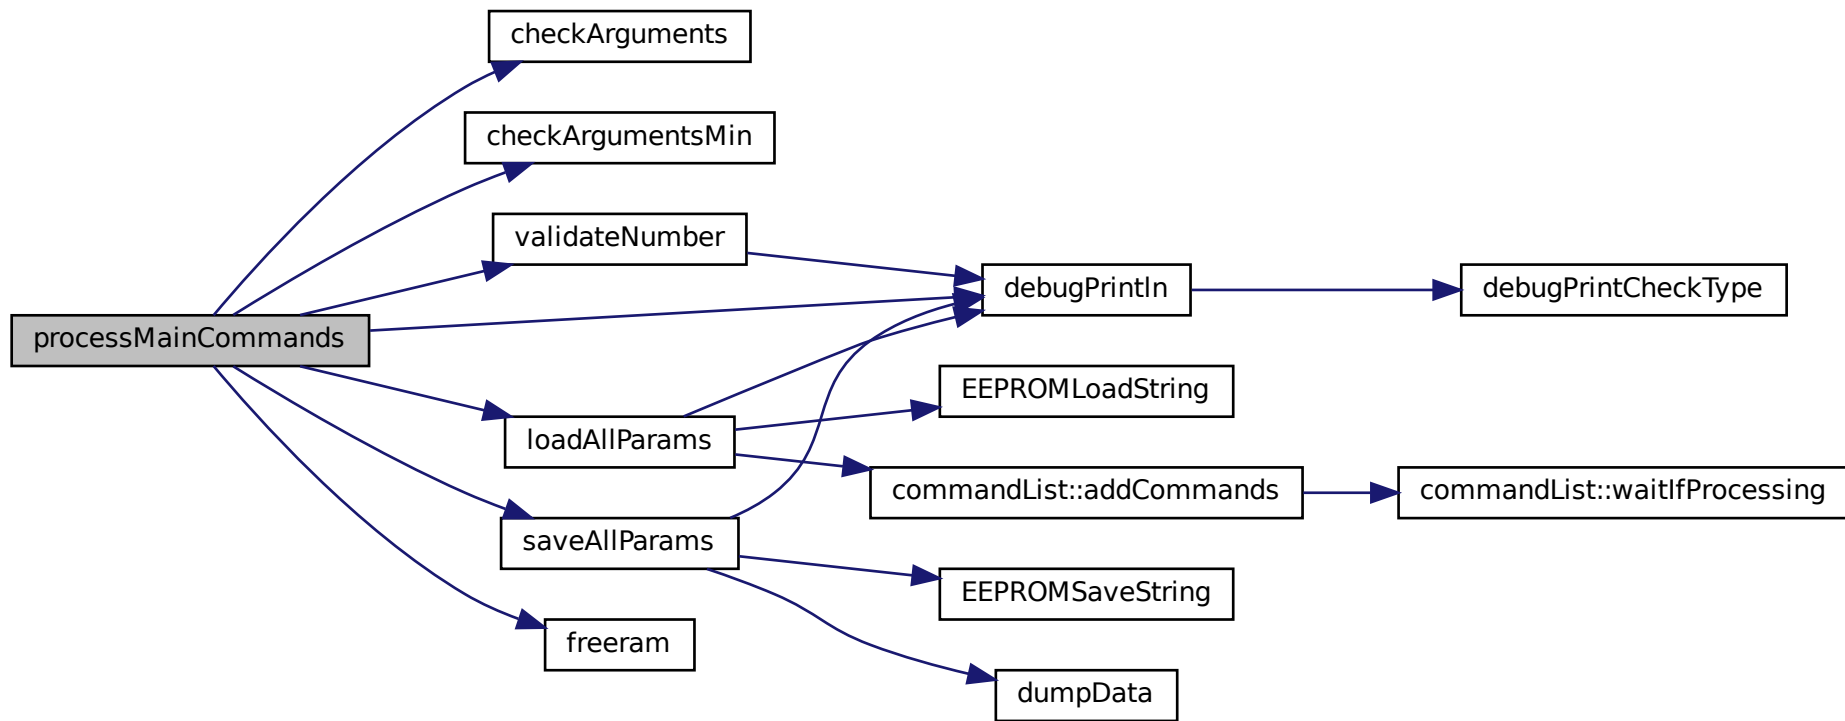 checkArguments
checkArgumentsMin
validateNumber
debugPrintln
debugPrintCheckType
processMainCommands
EEPROMLoadString
loadAllParams
commandList::addCommands
commandList::waitIfProcessing
saveAllParams
EEPROMSaveString
freeram
dumpData